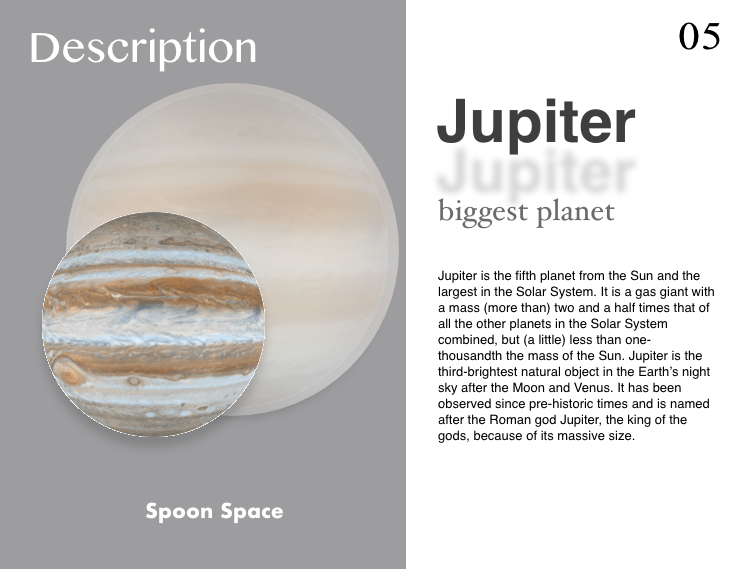 Description
05
Jupiter
Jupiter
biggest planet
Jupiter is the fifth planet from the Sun and the
largest in the Solar System. It is a gas giant with
a mass (more than) two and a half times that of
all the other planets in the Solar System
combined, but (a little) less than one-
thousandth the mass of the Sun. Jupiter is the
third-brightest natural object in the Earth’s night
sky after the Moon and Venus. It has been
observed since pre-historic times and is named
after the Roman god Jupiter, the king of the
gods, because of its massive size.
Spoon Space